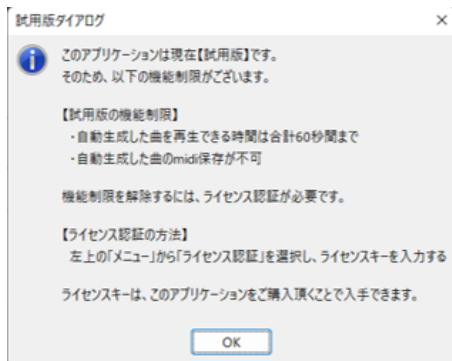 試用版ダイアログ
このアプリケーションは現在【試用版】です。
そのため、以下の機能制限がございます。
【試用版の機能制限】
・自動生成した曲を再生できる時間は合計60秒間まで
・自動生成した曲のmidi保存が不可
機能制限を解除するには、ライセンス認証が必要です。
【ライセンス認証の方法】
左上の「メニュー」から「ライセンス認証」を選択し、ライセンスキーを入力する
ライセンスキーは、このアプリケーションをご購入頂くことで入手できます。
OK